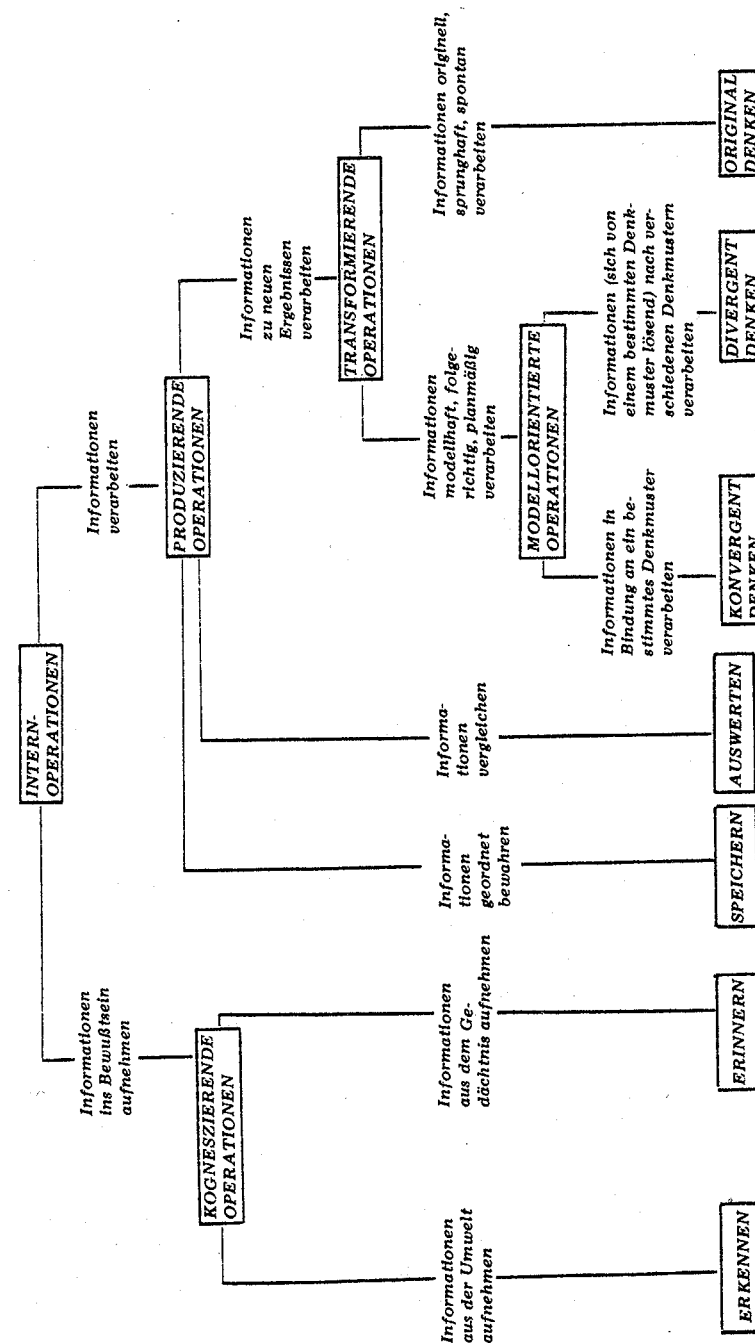 INTERN-
OPERATIONEN
Informationen
ins Bewußtsein
aufnehmen
Informationen
verarbeiten
KOGNESZIERENDE
OPERATIONEN
PRODUZIERENDE
OPERATIONEN
Informationen
zu neuen
Ergebnissen
verarbeiten
TRANSFORMIERENDE
OPERATIONEN
Informationen
aus der Umwelt
aufnehmen
Informationen
aus dem Ge-
dächtnis aufnehmen
Informa-
tionen
geordnet
bewahren
Informa-
tionen
vergleichen
Informationen
modellhaft, folge-
richtig, planmäßig
verarbeiten
Informationen originell,
sprunghaft, spontan
verarbeiten
MODELLORIENTIERTE
OPERATIONEN
Informationen in
Bindung an ein be-
stimmtes Denkmuster
verarbeiten
Informationen (sich von
einem bestimmten Denk-
muster lösend) nach ver-
schiedenen Denkmustern
verarbeiten
ERKENNEN
ERINNERN
SPEICHERN
AUSWERTEN
KONVERGENT
DENKEN
DIVERGENT
DENKEN
ORIGINAL
DENKEN